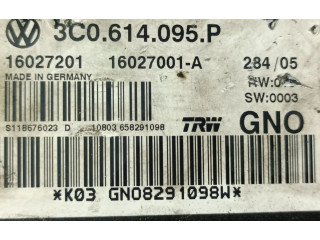 3C0.614.095.P
16027201 16027001-A 284/05
MADE IN GERMANY
SW:0003
S118676023 D 10803 658291098 TRW GNO
*K03 GNO8291098W*